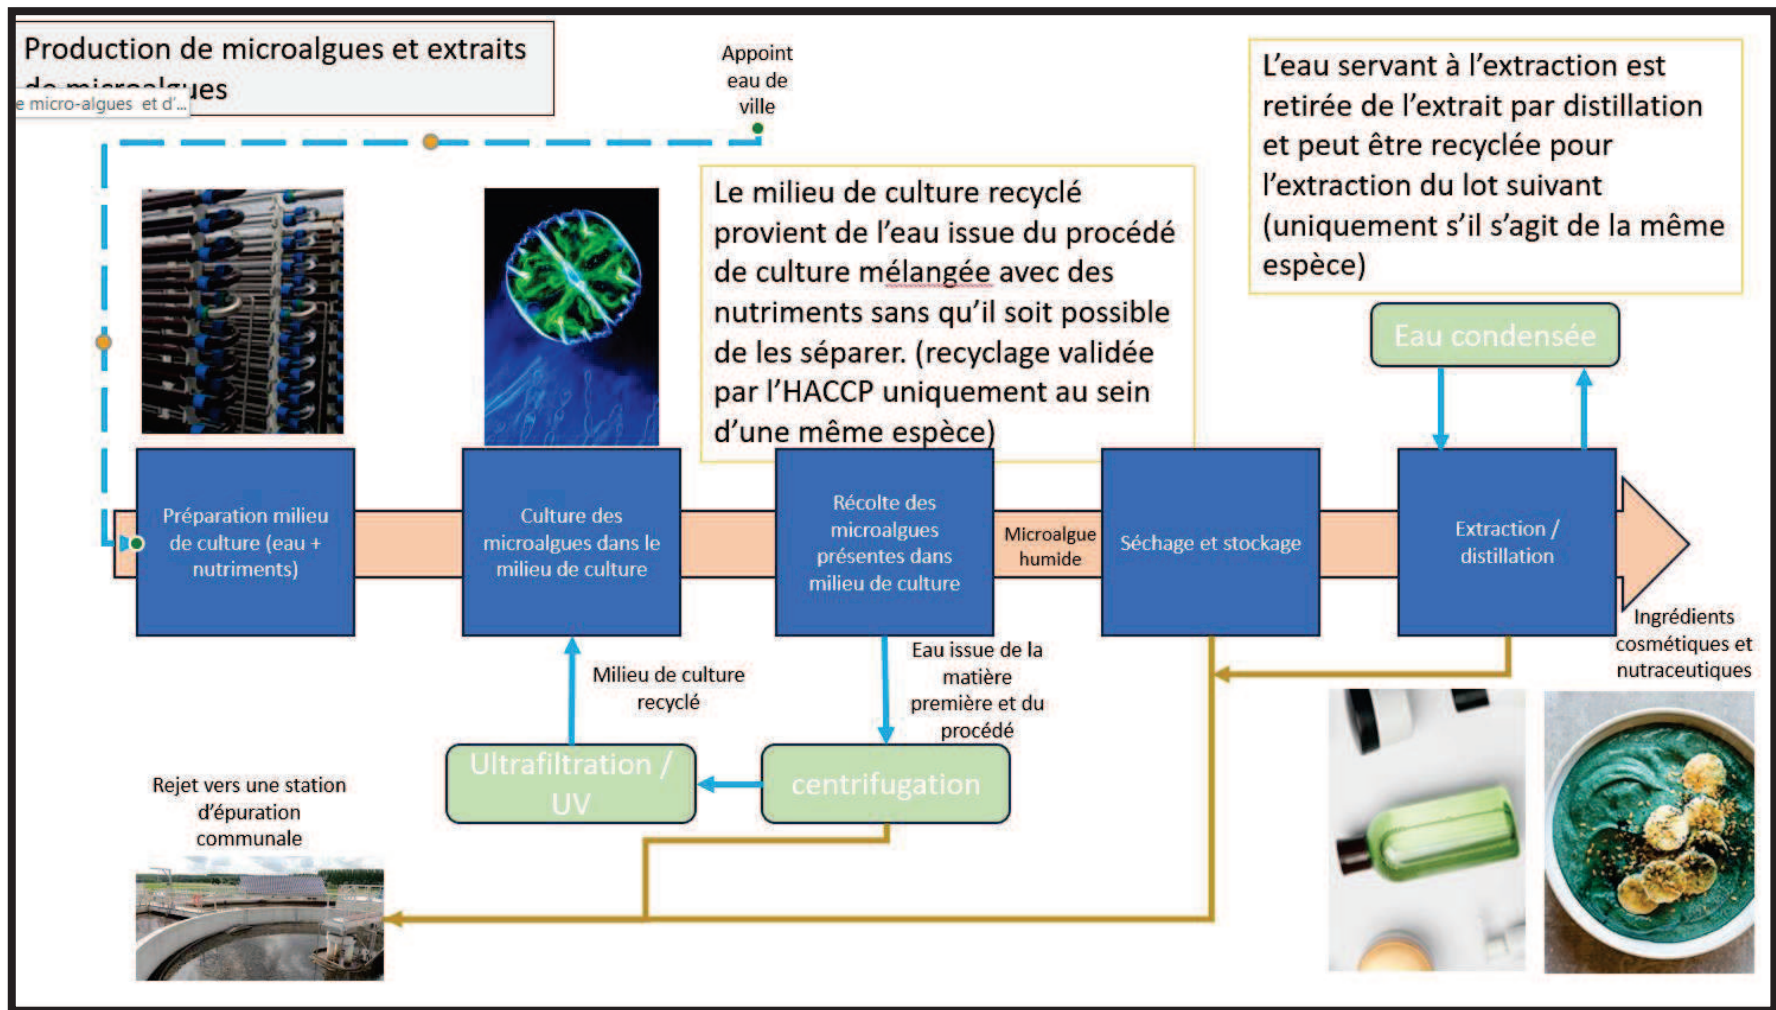 Production de microalgues et extraits
de microalgues
e micro-algues et d'...
Appoint
eau de
ville
L'eau servant à l'extraction est
retirée de l'extrait par distillation
et peut être recyclée pour
l'extraction du lot suivant
(uniquement s'il s'agit de la même
espèce)
Le milieu de culture recyclé
provient de l'eau issue du procédé
de culture mélangée avec des
nutriments sans qu'il soit possible
de les séparer. (recyclage validée
par l'HACCP uniquement au sein
d'une même espèce)
Eau condensée
Préparation milieu
de culture (eau +
nutriments)
Culture des
microalgues dans le
milieu de culture
Récolte des
microalgues
présentes dans
milieu de culture
Microalgue
humide
Séchage et stockage
Extraction /
distillation
Ingrédients
cosmétiques et
nutraceutiques
Milieu de culture
recyclé
Eau issue de la
matière
première et du
procédé
Ultrafiltration /
UV
centrifugation
Rejet vers une station
d'épuration
communale